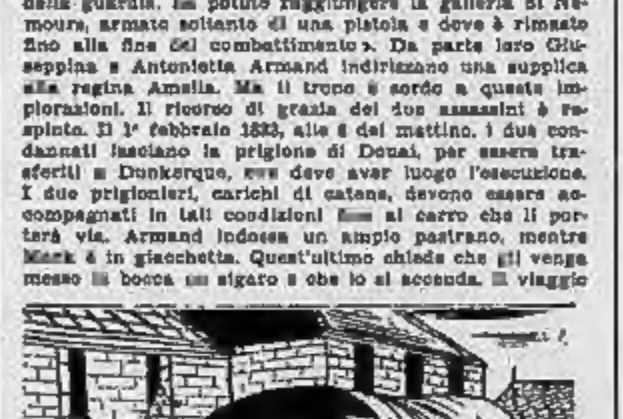 della guardia, ha potuto raggiungere la galleria di Ne-
mours, armato soltanto di una pistola e dove è rimasto
fino alla fine del combattimento ». Da parte loro Giu-
seppina e Antonietta Armand indirizzano una supplica
alla regina Amelia. Ma il trono è sordo a queste im-
plorazioni. Il ricorso di grazia dei due assassini è re-
spinto. Il 1° febbraio 1833, alle 6 del mattino, i due con-
dannati lasciano la prigione di Douai, per essere tra-
sferiti a Dunkerque, ove deve aver luogo l'esecuzione.
I due prigionieri, carichi di catene, devono essere ac-
compagnati in tali condizioni fino al carro che li por-
terà via. Armand indossa un ampio pastrano, mentre
è in giacchetta. Quest'ultimo chiede che gli venga
messo in bocca un sigaro e che lo si accenda. Il viaggio